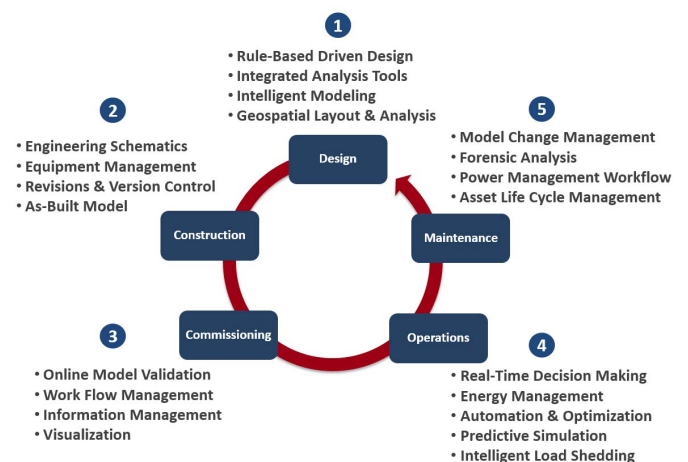 1
• Rule-Based Driven Design
• Integrated Analysis Tools
• Intelligent Modeling
• Geospatial Layout & Analysis
2
• Engineering Schematics
• Equipment Management
• Revisions & Version Control
• As-Built Model
5
• Model Change Management
• Forensic Analysis
• Power Management Workflow
• Asset Life Cycle Management
Design
Construction
Maintenance
Commissioning
Operations
3
• Online Model Validation
• Work Flow Management
• Information Management
• Visualization
4
• Real-Time Decision Making
• Energy Management
• Automation & Optimization
• Predictive Simulation
• Intelligent Load Shedding